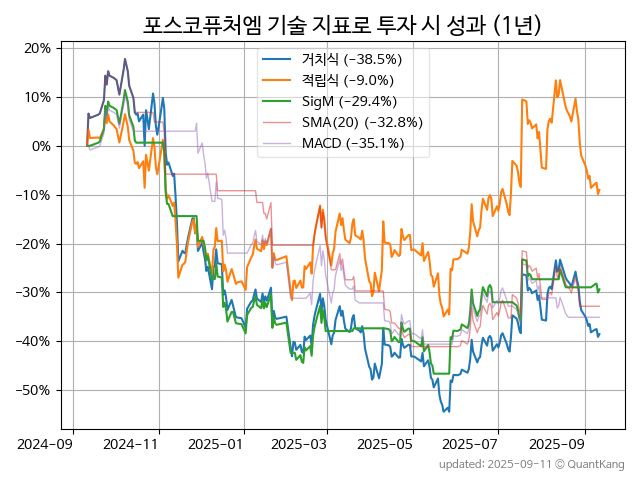 포스코퓨처엠 기술 지표로 투자 시 성과 (1년)
20%
10%
0%
−10%
−20%
−30%
−40%
−50%
거치식 (−38.5%)
적립식 (−9.0%)
SigM (−29.4%)
SMA(20) (−32.8%)
MACD (−35.1%)
2024-09
2024-11
2025-01
2025-03
2025-05
2025-07
2025-09
updated: 2025-09-11 ⓒ QuantKang